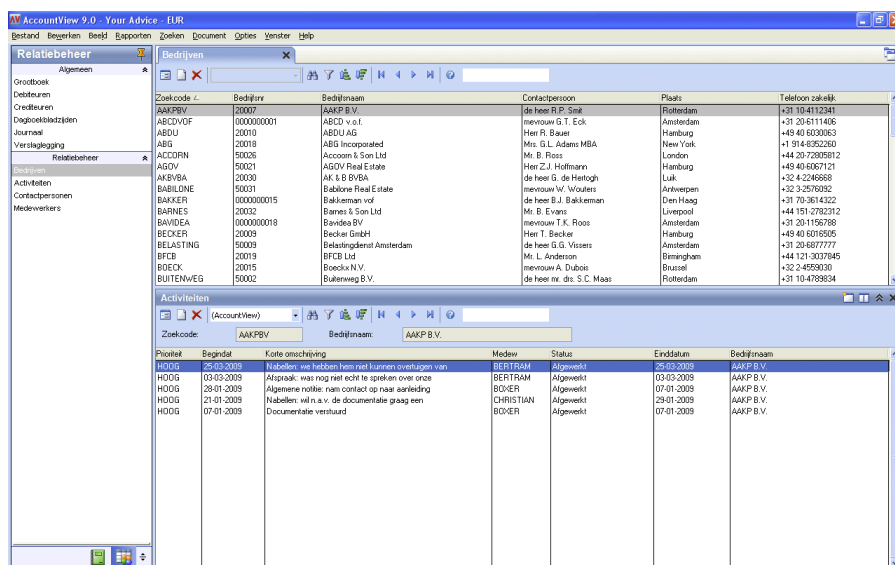 AccountView 9.0 - Your Advice - EUR
Bestand Bewerken Beeld Rapporten Zoeken Document Opties Venster Help
Relatiebeheer
Algemeen
Grootboek
Debiteuren
Crediteuren
Dagboekbladzijden
Journaal
Verslaglegging
Relatiebeheer
Bedrijven
Activiteiten
Contactpersonen
Medewerkers
Bedrijven
Zoekcode Bedrijfsnr Bedrijfsnaam Contactpersoon Plaats Telefoon zakelijk
AAKPBV 20007 AAKP B.V. de heer R.P. Smit Rotterdam +31 10-4112341
ABCDVOF 0000000001 ABCD v.o.f. mevrouw G.T. Eck Amsterdam +31 20-6111406
ABDU 20010 ABDU AG Herr R. Bauer Hamburg +49 40 6030063
ABG 20018 ABG Incorporated Mrs. G.L. Adams MBA New York +1 914-8352260
ACCORN 50026 Accoorn & Son Ltd Mr. B. Ross London +44 20-72805812
AGOV 50021 AGOV Real Estate Herr Z.J. Hoffmann Hamburg +49 40-6067121
AKBVBA 20030 AK & B BVBA de heer G. de Hertogh Luik +32 4-2246668
BABILONE 50031 Babilone Real Estate mevrouw W. Wouters Antwerpen +32 3-2576092
BAKKER 0000000015 Bakkerman vof de heer B.J. Bakkerman Den Haag +31 70-3614322
BARNES 20032 Barnes & Son Ltd Mr. B. Evans Liverpool +44 151-2782312
BAVIDEA 0000000018 Bavidea BV mevrouw T.K. Roos Amsterdam +31 20-1156788
BECKER 20009 Becker GmbH Herr T. Becker Hamburg +49 40 6016505
BELASTING 50009 Belastingdienst Amsterdam de heer G.G. Vissers Amsterdam +31 20-6877777
BFCB 20019 BFCB Ltd Mr. L. Anderson Birmingham +44 121-3037845
BOECK 20015 Boeckx N.V. mevrouw A. Dubois Brussel +32 2-4559030
BUITENWEG 50002 Buitenweg B.V. de heer mr. drs. S.C. Maas Rotterdam +31 10-4789834
Activiteiten
(AccountView)
Zoekcode: AAKPBV Bedrijfsnaam: AAKP B.V.
Prioriteit Begindat Korte omschrijving Medew Status Einddatum Bedrijfsnaam
HOOG 25-03-2009 Nabellen: we hebben hem niet kunnen overtuigen van BERTRAM Afgewerkt 25-03-2009 AAKP B.V.
HOOG 03-03-2009 Afspraak: was nog niet echt te spreken over onze BERTRAM Afgewerkt 03-03-2009 AAKP B.V.
HOOG 28-01-2009 Algemene notitie: nam contact op naar aanleiding BOXER Afgewerkt 07-01-2009 AAKP B.V.
HOOG 21-01-2009 Nabellen: wil n.a.v. de documentatie graag een CHRISTIAN Afgewerkt 29-01-2009 AAKP B.V.
HOOG 07-01-2009 Documentatie verstuurd BOXER Afgewerkt 07-01-2009 AAKP B.V.